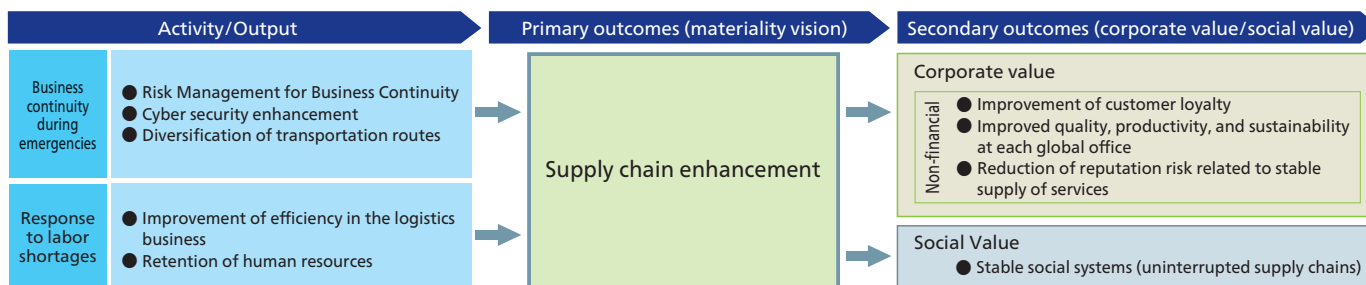 Activity/Output
Primary outcomes (materiality vision)
Secondary outcomes (corporate value/social value)
Business
continuity
during
emergencies
● Risk Management for Business Continuity
● Cyber security enhancement
● Diversification of transportation routes
Response
to labor
shortages
● Improvement of efficiency in the logistics
business
● Retention of human resources
Supply chain enhancement
Corporate value
Non-financial
● Improvement of customer loyalty
● Improved quality, productivity, and sustainability
at each global office
● Reduction of reputation risk related to stable
supply of services
Social Value
● Stable social systems (uninterrupted supply chains)